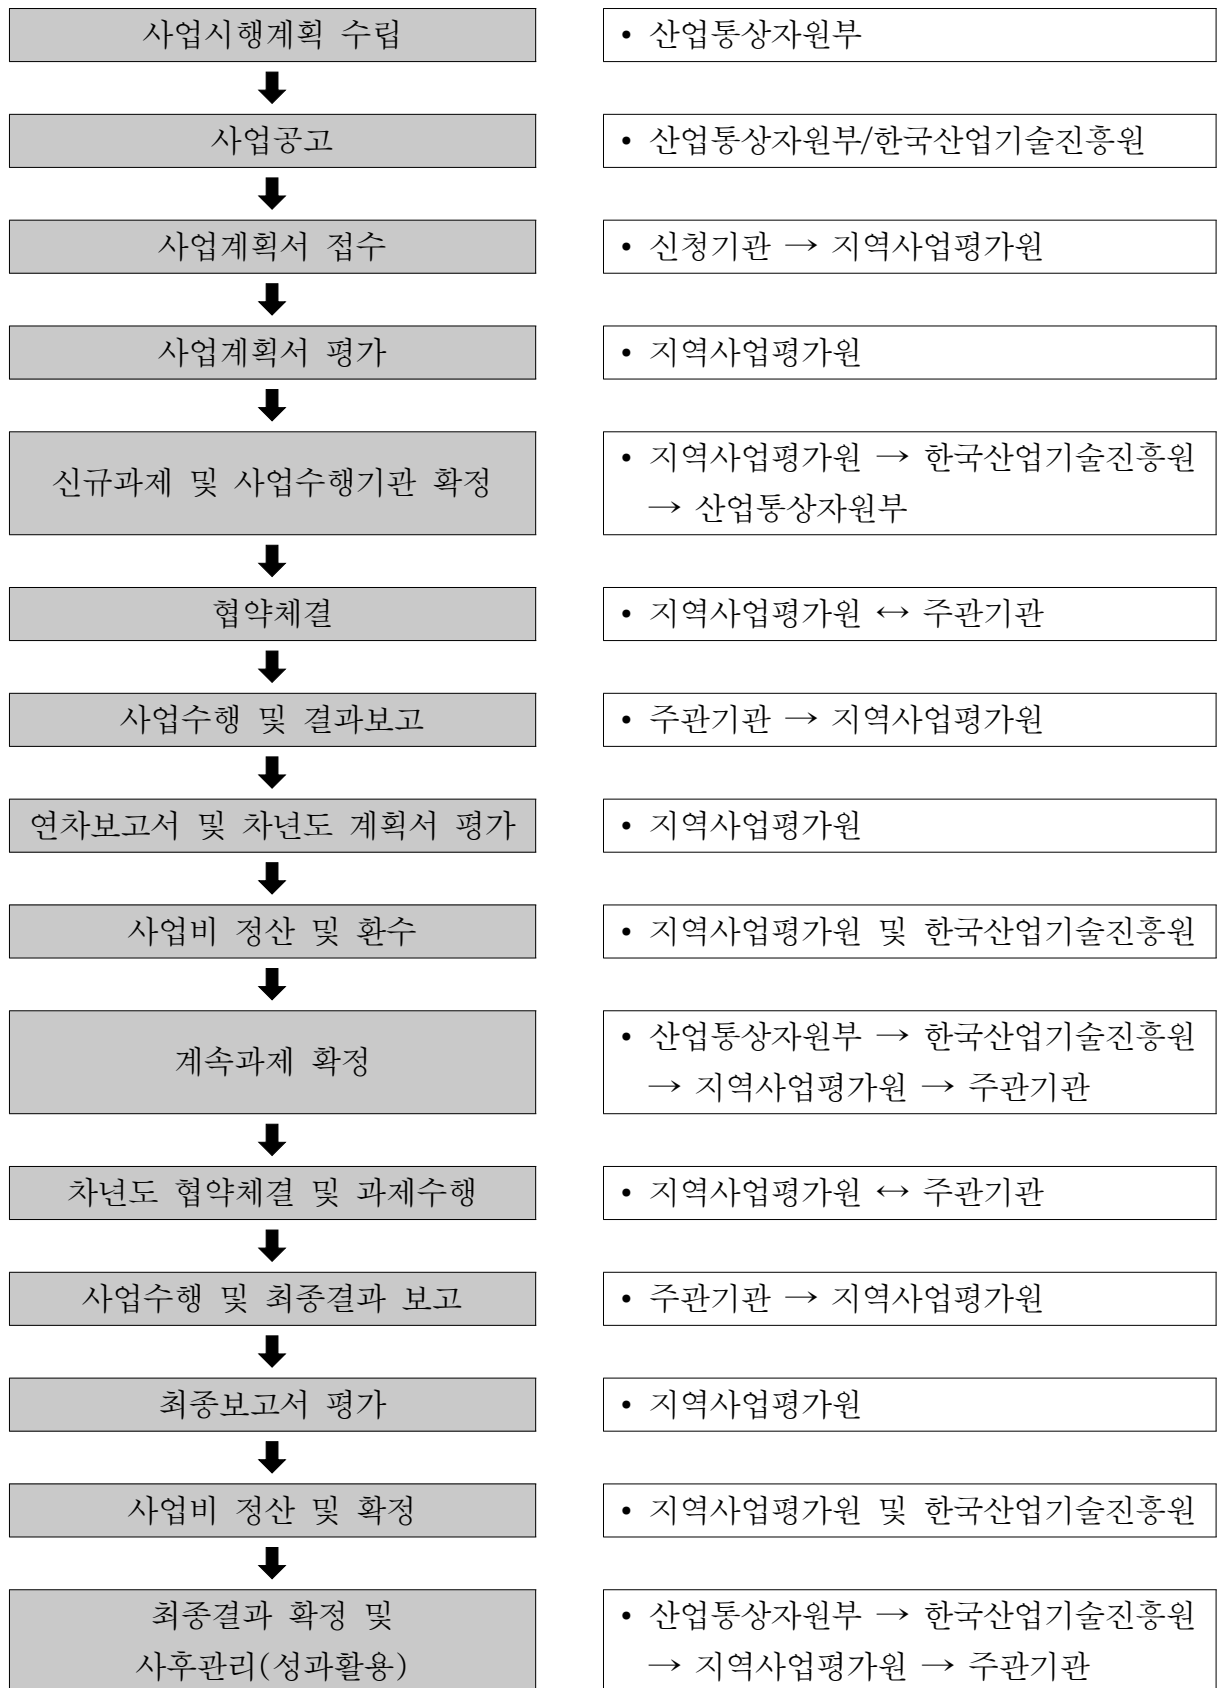 사업시행계획 수립
• 산업통상자원부
사업공고
• 산업통상자원부/한국산업기술진흥원
사업계획서 접수
• 신청기관 → 지역사업평가원
사업계획서 평가
• 지역사업평가원
신규과제 및 사업수행기관 확정
• 지역사업평가원 → 한국산업기술진흥원
→ 산업통상자원부
협약체결
• 지역사업평가원 ↔ 주관기관
사업수행 및 결과보고
• 주관기관 → 지역사업평가원
연차보고서 및 차년도 계획서 평가
• 지역사업평가원
사업비 정산 및 환수
• 지역사업평가원 및 한국산업기술진흥원
계속과제 확정
• 산업통상자원부 → 한국산업기술진흥원
→ 지역사업평가원 → 주관기관
차년도 협약체결 및 과제수행
• 지역사업평가원 ↔ 주관기관
사업수행 및 최종결과 보고
• 주관기관 → 지역사업평가원
최종보고서 평가
• 지역사업평가원
사업비 정산 및 확정
• 지역사업평가원 및 한국산업기술진흥원
최종결과 확정 및
사후관리(성과활용)
• 산업통상자원부 → 한국산업기술진흥원
→ 지역사업평가원 → 주관기관